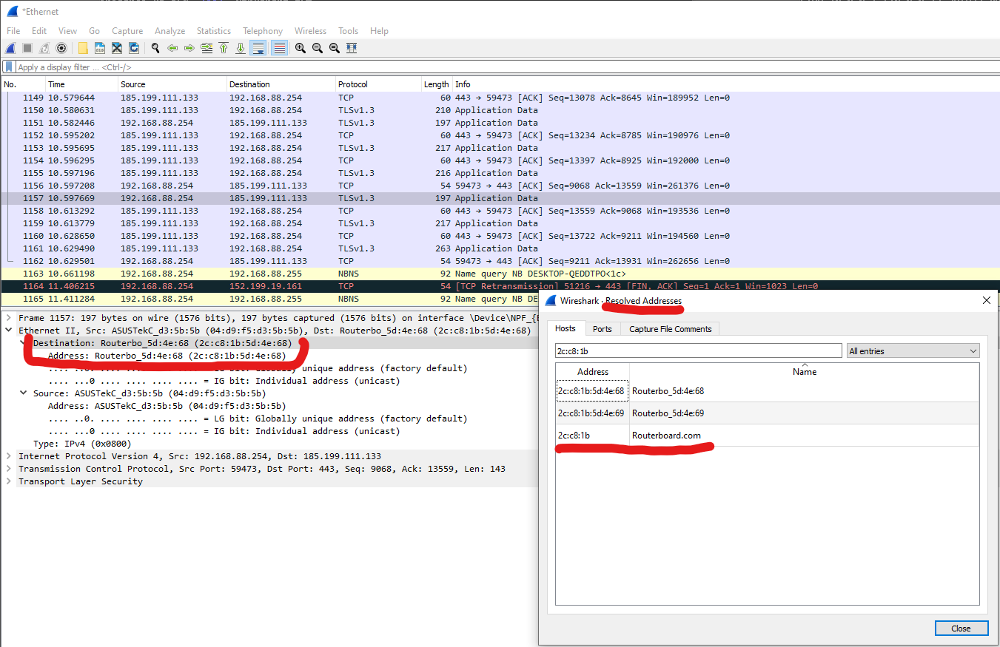 *Ethernet
File Edit View Go Capture Analyze Statistics Telephony Wireless Tools Help
Apply a display filter ... <Ctrl-/>
No. Time Source Destination Protocol Length Info
1149 10.579644 185.199.111.133 192.168.88.254 TCP 60 443 → 59473 [ACK] Seq=13078 Ack=8645 Win=189952 Len=0
1150 10.580631 185.199.111.133 192.168.88.254 TLSv1.3 210 Application Data
1151 10.582446 192.168.88.254 185.199.111.133 TLSv1.3 197 Application Data
1152 10.595202 185.199.111.133 192.168.88.254 TCP 60 443 → 59473 [ACK] Seq=13234 Ack=8785 Win=190976 Len=0
1153 10.595695 185.199.111.133 192.168.88.254 TLSv1.3 217 Application Data
1154 10.596295 185.199.111.133 192.168.88.254 TCP 60 443 → 59473 [ACK] Seq=13397 Ack=8925 Win=192000 Len=0
1155 10.597196 185.199.111.133 192.168.88.254 TLSv1.3 216 Application Data
1156 10.597208 192.168.88.254 185.199.111.133 TCP 54 59473 → 443 [ACK] Seq=9068 Ack=13559 Win=261376 Len=0
1157 10.597669 192.168.88.254 185.199.111.133 TLSv1.3 197 Application Data
1158 10.613292 185.199.111.133 192.168.88.254 TCP 60 443 → 59473 [ACK] Seq=13559 Ack=9068 Win=193536 Len=0
1159 10.613779 185.199.111.133 192.168.88.254 TLSv1.3 217 Application Data
1160 10.628650 185.199.111.133 192.168.88.254 TCP 60 443 → 59473 [ACK] Seq=13722 Ack=9211 Win=194560 Len=0
1161 10.629490 185.199.111.133 192.168.88.254 TLSv1.3 263 Application Data
1162 10.629501 192.168.88.254 185.199.111.133 TCP 54 59473 → 443 [ACK] Seq=9211 Ack=13931 Win=262656 Len=0
1163 10.661198 192.168.88.254 192.168.88.255 NBNS 92 Name query NB DESKTOP-QEDDTPO<1c>
1164 11.406215 192.168.88.254 152.199.19.161 TCP 54 [TCP Retransmission] 51216 → 443 [FIN, ACK] Seq=1 Ack=1 Win=1023 Len=0
1165 11.411284 192.168.88.254 192.168.88.255 NBNS 92 Name query NB DE
Frame 1157: 197 bytes on wire (1576 bits), 197 bytes captured (1576 bits) on interface \Device\NPF_{
Ethernet II, Src: ASUSTekC_d3:5b:5b (04:d9:f5:d3:5b:5b), Dst: Routerbo_5d:4e:68 (2c:c8:1b:5d:4e:68)
Destination: Routerbo_5d:4e:68 (2c:c8:1b:5d:4e:68)
Address: Routerbo_5d:4e:68 (2c:c8:1b:5d:4e:68)
.... ..0. .... .... .... .... = LG bit: Globally unique address (factory default)
.... ...0 .... .... .... .... = IG bit: Individual address (unicast)
Source: ASUSTekC_d3:5b:5b (04:d9:f5:d3:5b:5b)
Address: ASUSTekC_d3:5b:5b (04:d9:f5:d3:5b:5b)
.... ..0. .... .... .... .... = LG bit: Globally unique address (factory default)
.... ...0 .... .... .... .... = IG bit: Individual address (unicast)
Type: IPv4 (0x0800)
Internet Protocol Version 4, Src: 192.168.88.254, Dst: 185.199.111.133
Transmission Control Protocol, Src Port: 59473, Dst Port: 443, Seq: 9068, Ack: 13559, Len: 143
Transport Layer Security
Wireshark · Resolved Addresses
Hosts Ports Capture File Comments
2c:c8:1b All entries
Address Name
2c:c8:1b:5d:4e:68 Routerbo_5d:4e:68
2c:c8:1b:5d:4e:69 Routerbo_5d:4e:69
2c:c8:1b Routerboard.com
Close